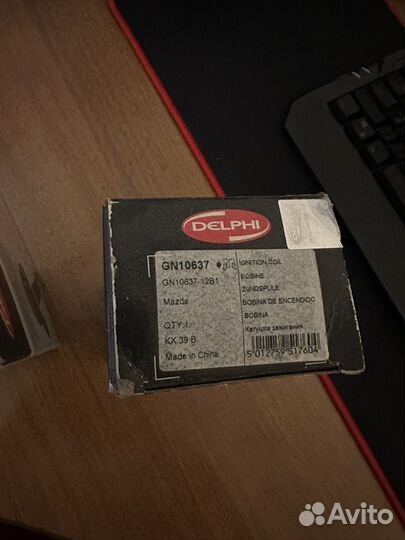 DELPHI
GN10637
GN10637-12B1
Mazda
QTY:1
KX 39 B
Made in China
IGNITION COIL
BOBINE
ZÜNDSPULE
BOBINA DE ENCENDIDO
BOBINA
Катушка зажигания
5 012759 517604
Avito